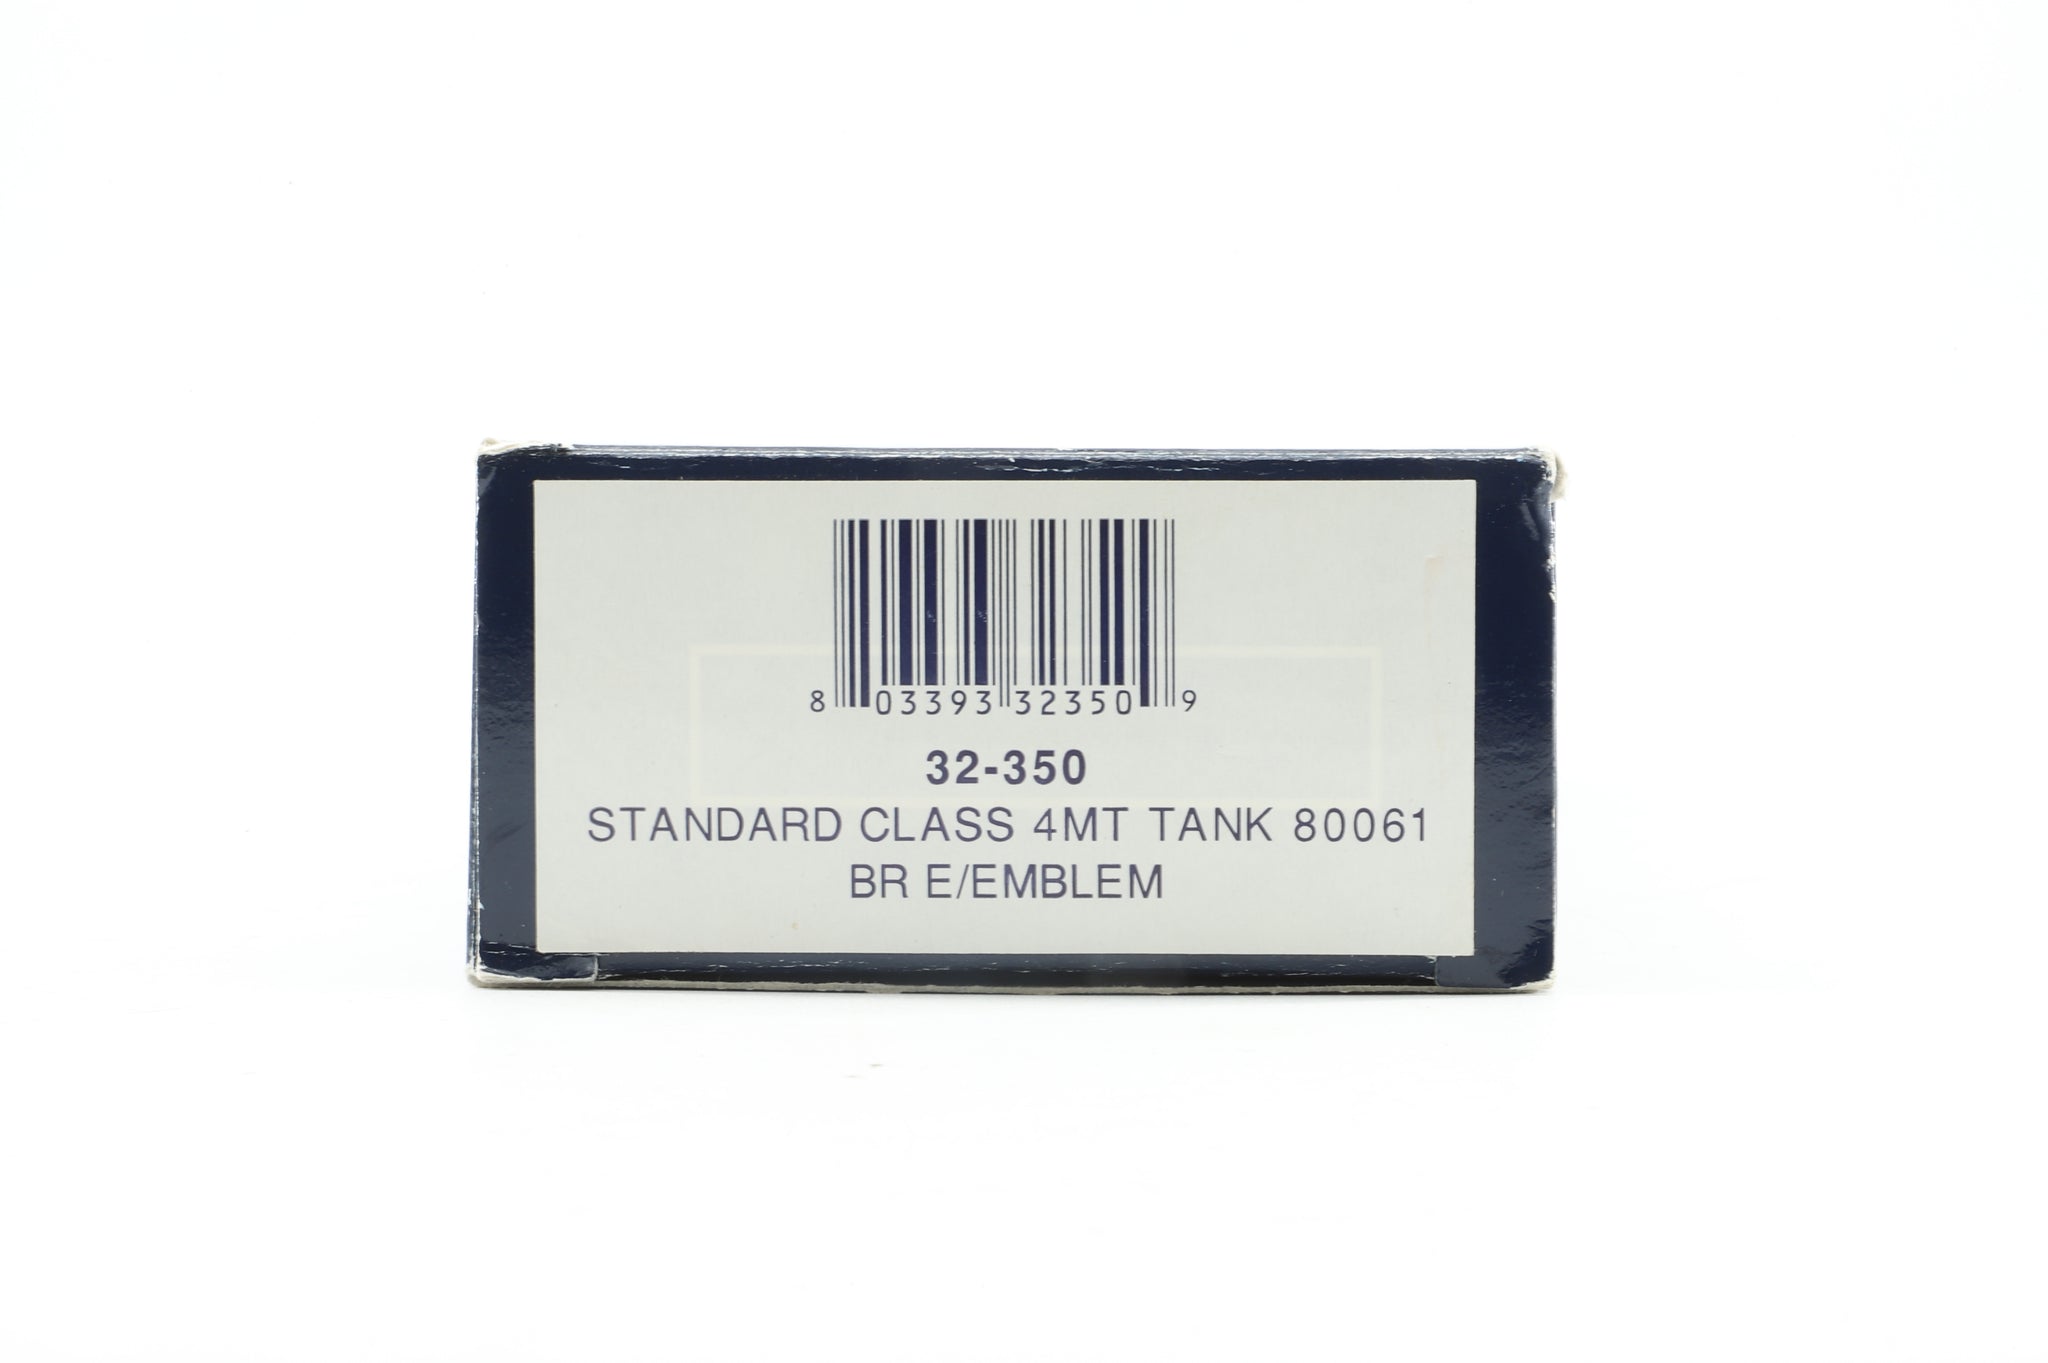 8 03393 32350 9
32-350
STANDARD CLASS 4MT TANK 80061
BR E/EMBLEM